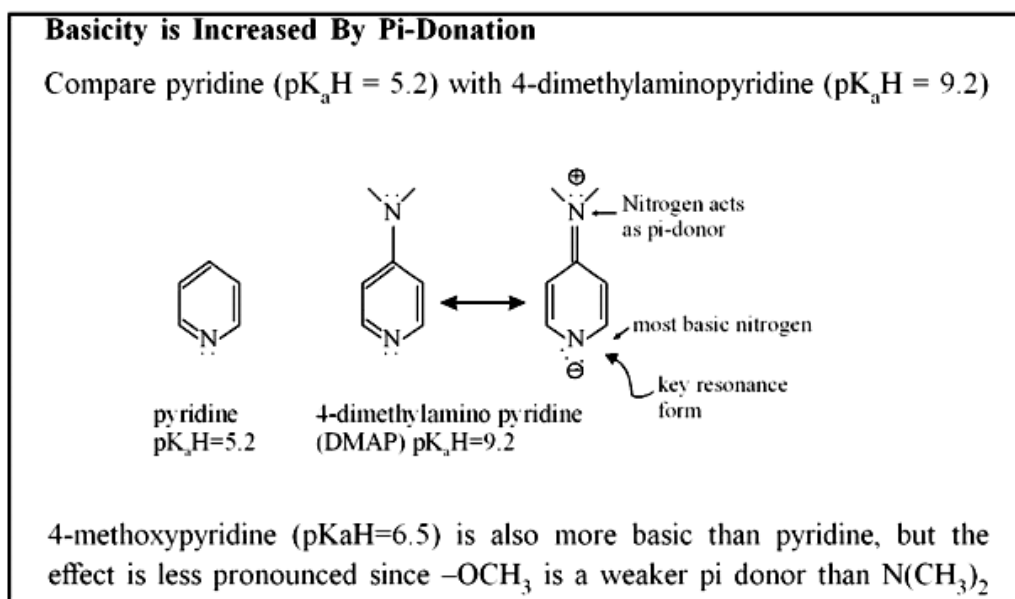 Basicity is Increased By Pi-Donation
Compare pyridine (pKₐH = 5.2) with 4-dimethylaminopyridine (pKₐH = 9.2)
⊕
N
Nitrogen acts
as pi-donor
N
N
N
most basic nitrogen
⊖
key resonance
form
pyridine
pKₐH=5.2
4-dimethylamino pyridine
(DMAP) pKₐH=9.2
4-methoxypyridine (pKaH=6.5) is also more basic than pyridine, but the
effect is less pronounced since –OCH₃ is a weaker pi donor than N(CH₃)₂
N